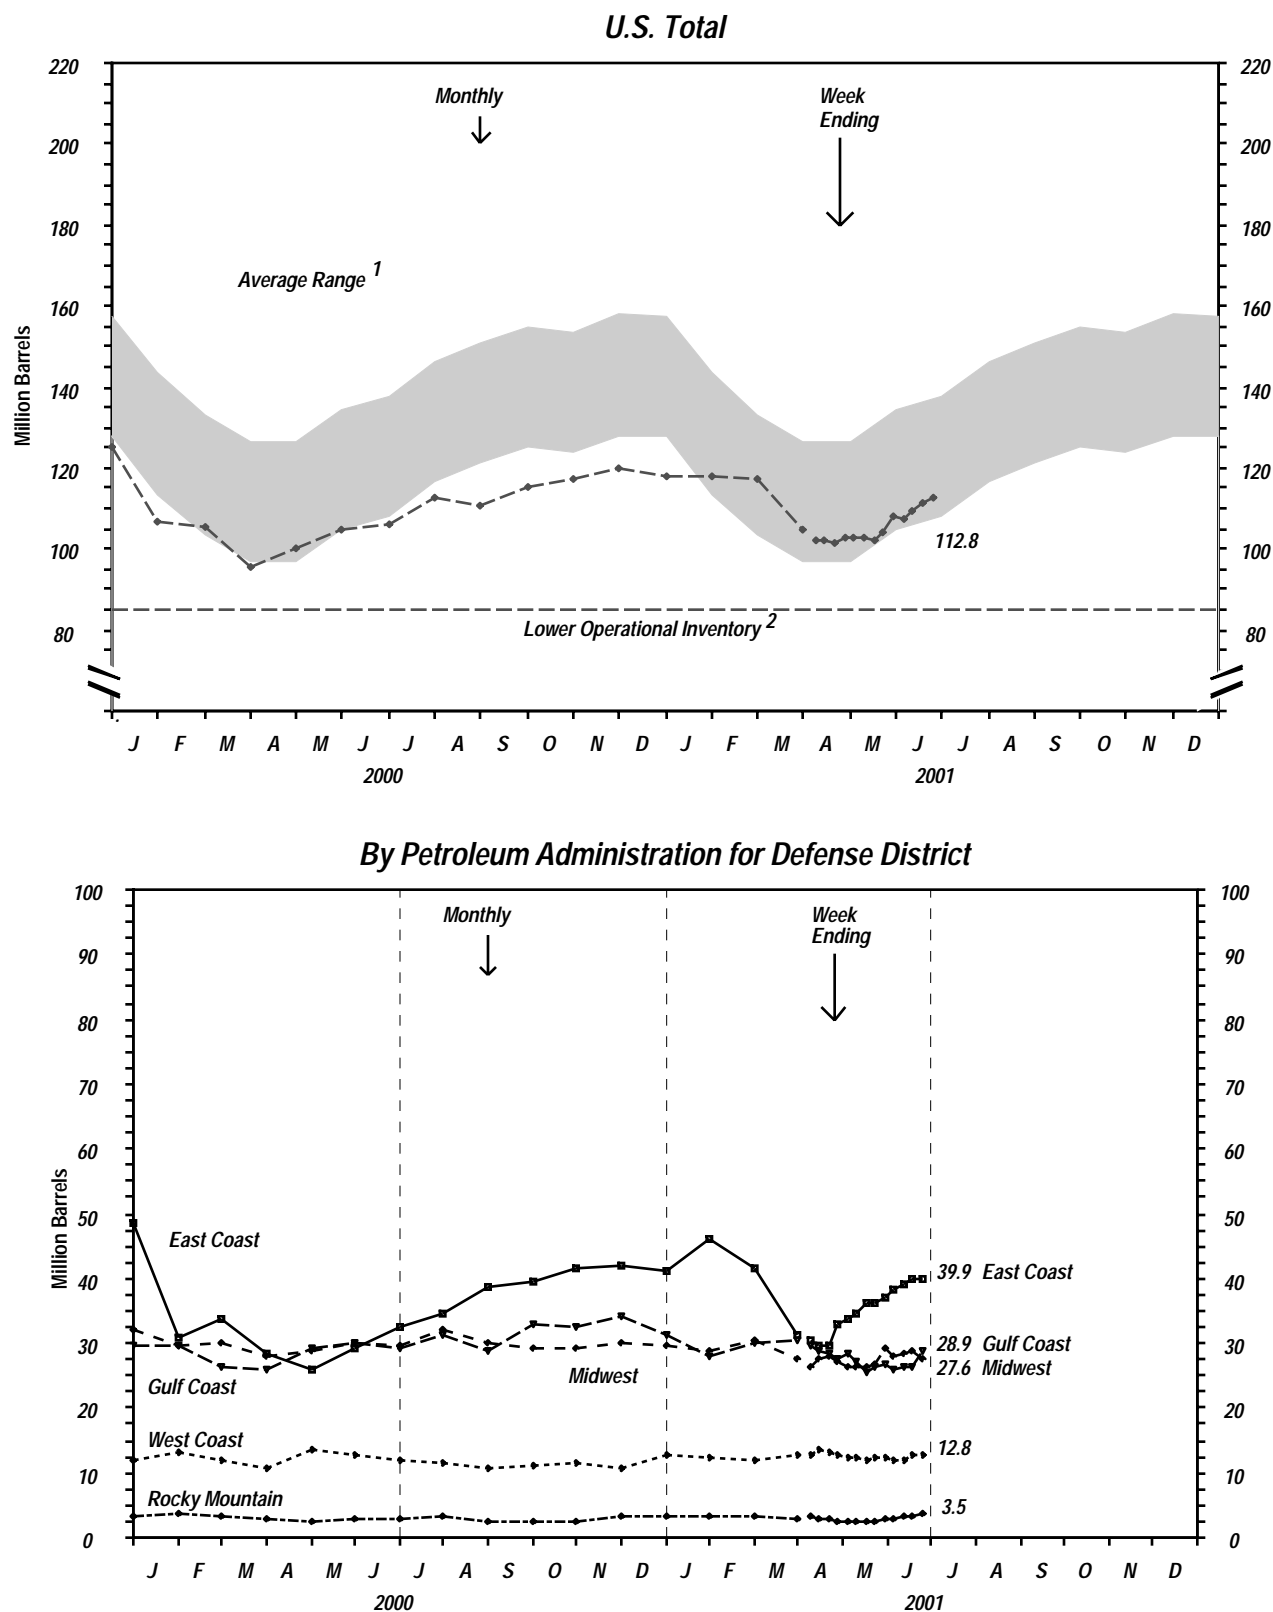 U.S. Total
220 220
Monthly Week
Ending
200 200
180 180
Average Range 1
160 160
Million Barrels
140 140
120 120
112.8
100 100
Lower Operational Inventory 2
80 80
J F M A M J J A S O N D J F M A M J J A S O N D
2000 2001
By Petroleum Administration for Defense District
100 100
Monthly Week
Ending
90 90
80 80
70 70
60 60
Million Barrels
50 50
East Coast
40 39.9 East Coast 40
30 28.9 Gulf Coast 30
27.6 Midwest
Midwest
Gulf Coast
20 20
West Coast
12.8
10 10
Rocky Mountain
3.5
0 0
J F M A M J J A S O N D J F M A M J J A S O N D
2000 2001